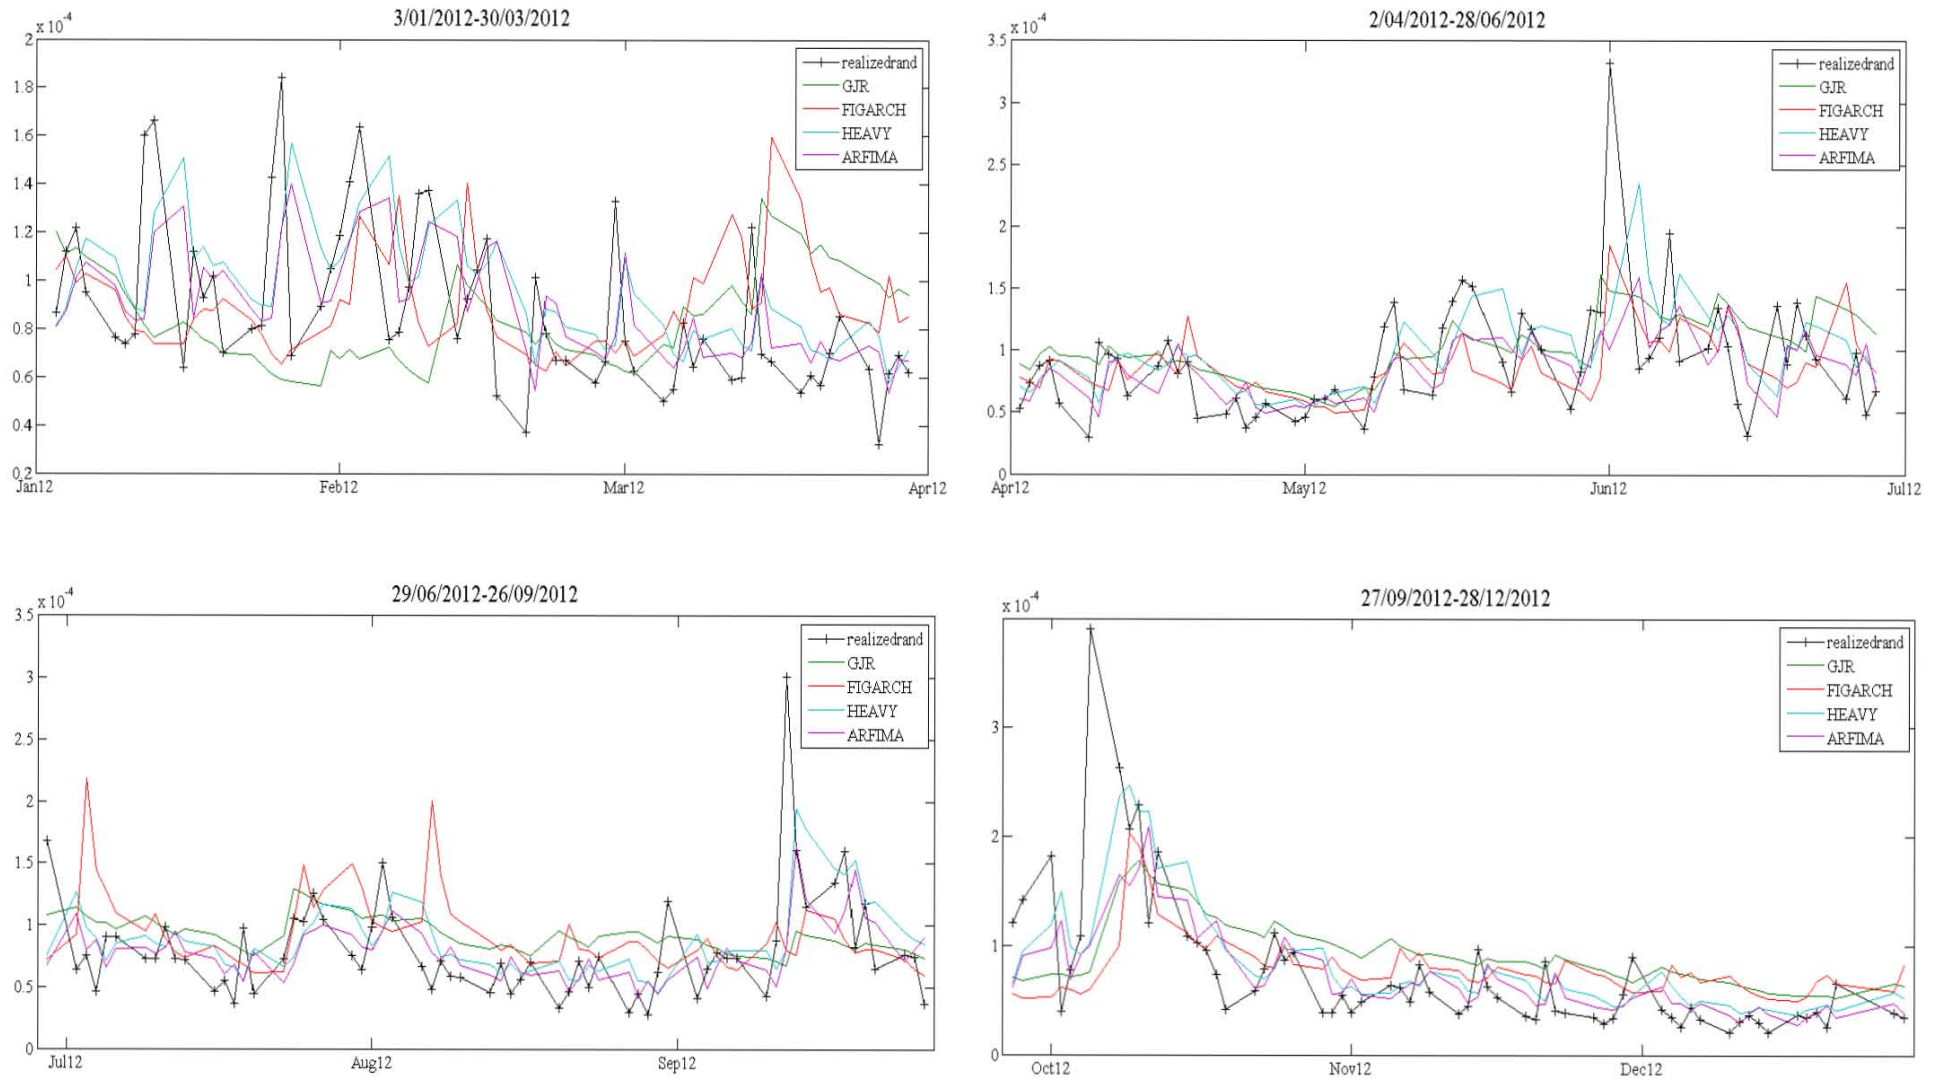 3/01/2012-30/03/2012
x 10-4
2
1.8
1.6
1.4
1.2
1
0.8
0.6
0.4
0.2
Jan12
Feb12
Mar12
Apr12
realizedrand
GJR
FIGARCH
HEAVY
ARFIMA
2/04/2012-28/06/2012
x 10-4
3.5
3
2.5
2
1.5
1
0.5
0
Apr12
May12
Jun12
Jul12
realizedrand
GJR
FIGARCH
HEAVY
ARFIMA
29/06/2012-26/09/2012
x 10-4
3.5
3
2.5
2
1.5
1
0.5
0
Jul12
Aug12
Sep12
realizedrand
GJR
FIGARCH
HEAVY
ARFIMA
27/09/2012-28/12/2012
x 10-4
3
2
1
0
Oct12
Nov12
Dec12
realizedrand
GJR
FIGARCH
HEAVY
ARFIMA